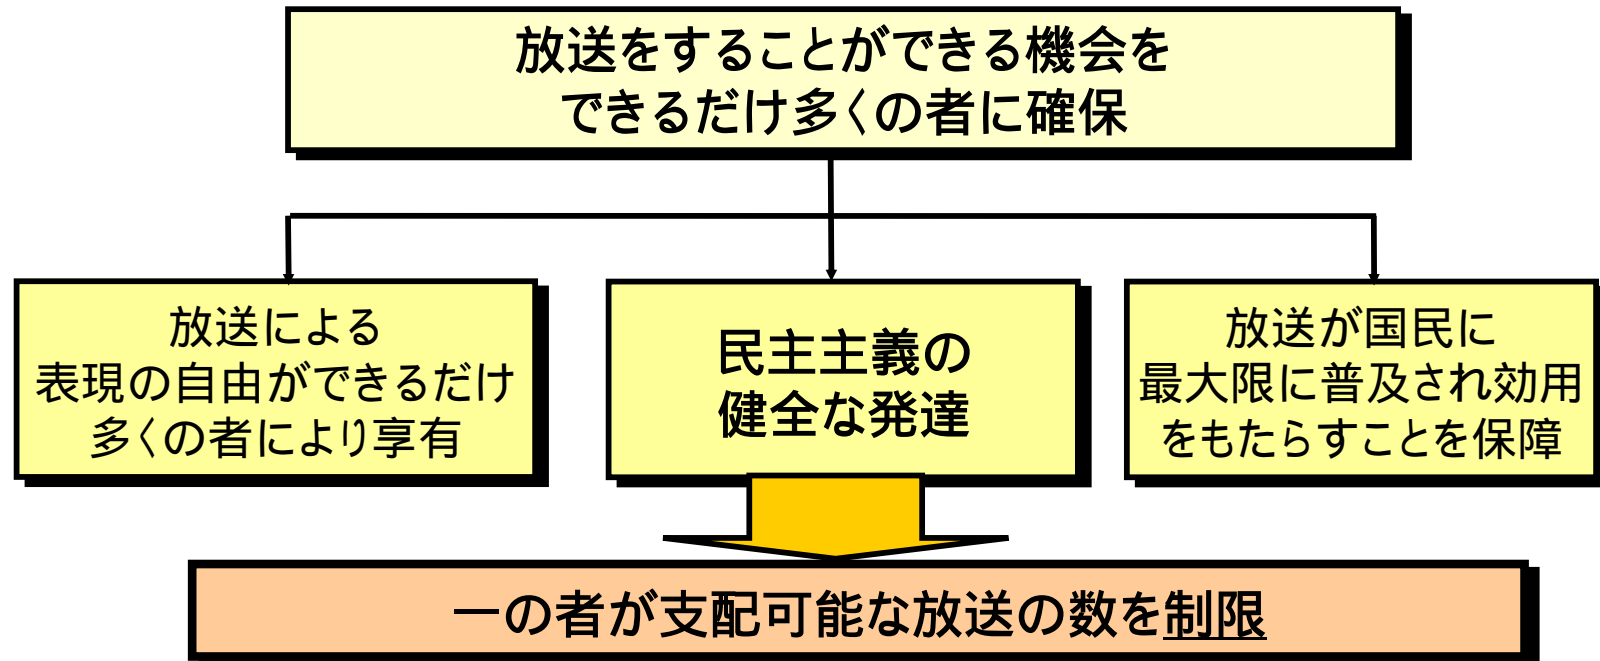 放送をすることができる機会を
できるだけ多くの者に確保
放送による
表現の自由ができるだけ
多くの者により享有
民主主義の
健全な発達
放送が国民に
最大限に普及され効用
をもたらすことを保障
一の者が支配可能な放送の数を制限